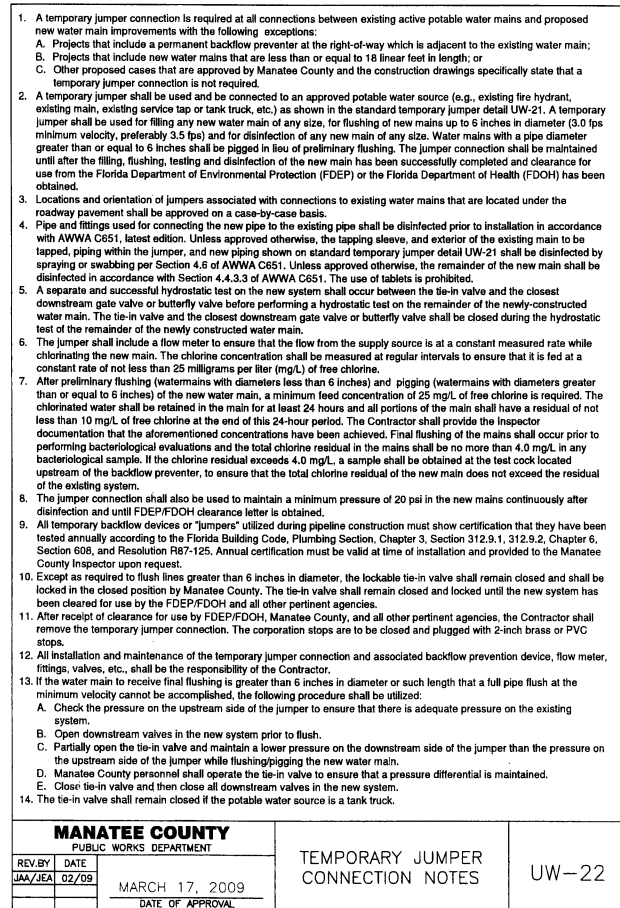 1. A temporary jumper connection is required at all connections between existing active potable water mains and proposed
new water main improvements with the following exceptions:
A. Projects that include a permanent backflow preventer at the right-of-way which is adjacent to the existing water main;
B. Projects that include new water mains that are less than or equal to 18 linear feet in length; or
C. Other proposed cases that are approved by Manatee County and the construction drawings specifically state that a
temporary jumper connection is not required.
2. A temporary jumper shall be used and be connected to an approved potable water source (e.g., existing fire hydrant,
existing main, existing service tap or tank truck, etc.) as shown in the standard temporary jumper detail UW-21. A temporary
jumper shall be used for filling any new water main of any size, for flushing of new mains up to 6 inches in diameter (3.0 fps
minimum velocity, preferably 3.5 fps) and for disinfection of any new main of any size. Water mains with a pipe diameter
greater than or equal to 6 inches shall be pigged in lieu of preliminary flushing. The jumper connection shall be maintained
until after the filling, flushing, testing and disinfection of the new main has been successfully completed and clearance for
use from the Florida Department of Environmental Protection (FDEP) or the Florida Department of Health (FDOH) has been
obtained.
3. Locations and orientation of jumpers associated with connections to existing water mains that are located under the
roadway pavement shall be approved on a case-by-case basis.
4. Pipe and fittings used for connecting the new pipe to the existing pipe shall be disinfected prior to installation in accordance
with AWWA C651, latest edition. Unless approved otherwise, the tapping sleeve, and exterior of the existing main to be
tapped, piping within the jumper, and new piping shown on standard temporary jumper detail UW-21 shall be disinfected by
spraying or swabbing per Section 4.6 of AWWA C651. Unless approved otherwise, the remainder of the new main shall be
disinfected in accordance with Section 4.4.3.3 of AWWA C651. The use of tablets is prohibited.
5. A separate and successful hydrostatic test on the new system shall occur between the tie-in valve and the closest
downstream gate valve or butterfly valve before performing a hydrostatic test on the remainder of the newly-constructed
water main. The tie-in valve and the closest downstream gate valve or butterfly valve shall be closed during the hydrostatic
test of the remainder of the newly constructed water main.
6. The jumper shall include a flow meter to ensure that the flow from the supply source is at a constant measured rate while
chlorinating the new main. The chlorine concentration shall be measured at regular intervals to ensure that it is fed at a
constant rate of not less than 25 milligrams per liter (mg/L) of free chlorine.
7. After preliminary flushing (watermains with diameters less than 6 inches) and pigging (watermains with diameters greater
than or equal to 6 inches) of the new water main, a minimum feed concentration of 25 mg/L of free chlorine is required. The
chlorinated water shall be retained in the main for at least 24 hours and all portions of the main shall have a residual of not
less than 10 mg/L of free chlorine at the end of this 24-hour period. The Contractor shall provide the Inspector
documentation that the aforementioned concentrations have been achieved. Final flushing of the mains shall occur prior to
performing bacteriological evaluations and the total chlorine residual in the mains shall be no more than 4.0 mg/L in any
bacteriological sample. If the chlorine residual exceeds 4.0 mg/L, a sample shall be obtained at the test cock located
upstream of the backflow preventer, to ensure that the total chlorine residual of the new main does not exceed the residual
of the existing system.
8. The jumper connection shall also be used to maintain a minimum pressure of 20 psi in the new mains continuously after
disinfection and until FDEP/FDOH clearance letter is obtained.
9. All temporary backflow devices or "jumpers" utilized during pipeline construction must show certification that they have been
tested annually according to the Florida Building Code, Plumbing Section, Chapter 3, Section 312.9.1, 312.9.2, Chapter 6,
Section 608, and Resolution R87-125. Annual certification must be valid at time of installation and provided to the Manatee
County Inspector upon request.
10. Except as required to flush lines greater than 6 inches in diameter, the lockable tie-in valve shall remain closed and shall be
locked in the closed position by Manatee County. The tie-in valve shall remain closed and locked until the new system has
been cleared for use by the FDEP/FDOH and all other pertinent agencies.
11. After receipt of clearance for use by FDEP/FDOH, Manatee County, and all other pertinent agencies, the Contractor shall
remove the temporary jumper connection. The corporation stops are to be closed and plugged with 2-inch brass or PVC
stops.
12. All installation and maintenance of the temporary jumper connection and associated backflow prevention device, flow meter,
fittings, valves, etc., shall be the responsibility of the Contractor.
13. If the water main to receive final flushing is greater than 6 inches in diameter or such length that a full pipe flush at the
minimum velocity cannot be accomplished, the following procedure shall be utilized:
A. Check the pressure on the upstream side of the jumper to ensure that there is adequate pressure on the existing
system.
B. Open downstream valves in the new system prior to flush.
C. Partially open the tie-in valve and maintain a lower pressure on the downstream side of the jumper than the pressure on
the upstream side of the jumper while flushing/pigging the new water main.
D. Manatee County personnel shall operate the tie-in valve to ensure that a pressure differential is maintained.
E. Close tie-in valve and then close all downstream valves in the new system.
14. The tie-in valve shall remain closed if the potable water source is a tank truck.
MANATEE COUNTY
PUBLIC WORKS DEPARTMENT
REV.BY DATE
JAA/JEA 02/09
MARCH 17, 2009
DATE OF APPROVAL
TEMPORARY JUMPER
CONNECTION NOTES
UW-22